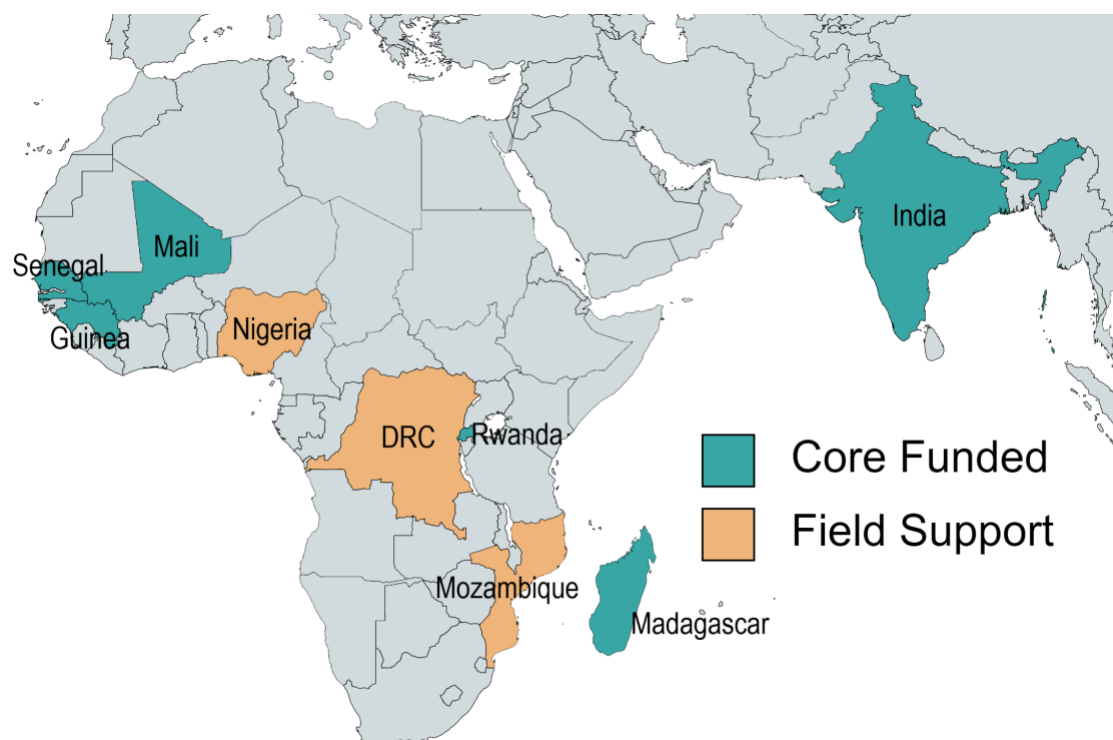 Mali
Senegal
India
Guinea
Nigeria
DRC
Rwanda
Core Funded
Field Support
Mozambique
Madagascar